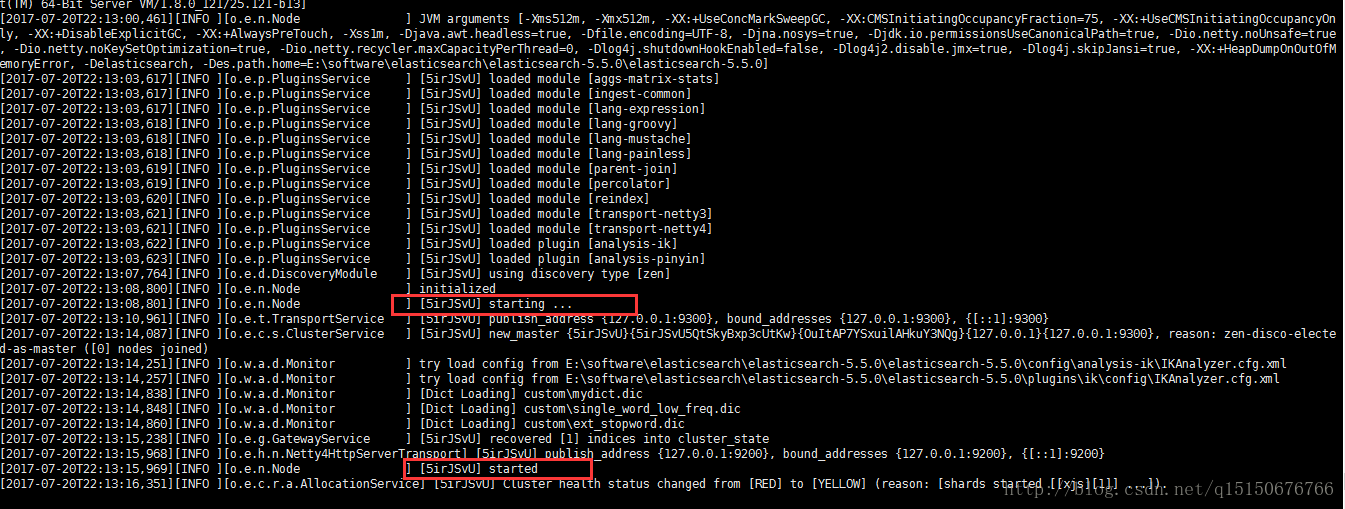 t(TM) 64-Bit Server VM/1.8.0_121/25.121-b13]
[2017-07-20T22:13:00,461][INFO ][o.e.n.Node               ] JVM arguments [-Xms512m, -Xmx512m, -XX:+UseConcMarkSweepGC, -XX:CMSInitiatingOccupancyFraction=75, -XX:+UseCMSInitiatingOccupancyOn
ly, -XX:+DisableExplicitGC, -XX:+AlwaysPreTouch, -Xss1m, -Djava.awt.headless=true, -Dfile.encoding=UTF-8, -Djna.nosys=true, -Djdk.io.permissionsUseCanonicalPath=true, -Dio.netty.noUnsafe=true
, -Dio.netty.noKeySetOptimization=true, -Dio.netty.recycler.maxCapacityPerThread=0, -Dlog4j.shutdownHookEnabled=false, -Dlog4j2.disable.jmx=true, -Dlog4j.skipJansi=true, -XX:+HeapDumpOnOutOfM
emoryError, -Delasticsearch, -Des.path.home=E:\software\elasticsearch\elasticsearch-5.5.0\elasticsearch-5.5.0]
[2017-07-20T22:13:03,617][INFO ][o.e.p.PluginsService     ] [5irJSvU] loaded module [aggs-matrix-stats]
[2017-07-20T22:13:03,617][INFO ][o.e.p.PluginsService     ] [5irJSvU] loaded module [ingest-common]
[2017-07-20T22:13:03,617][INFO ][o.e.p.PluginsService     ] [5irJSvU] loaded module [lang-expression]
[2017-07-20T22:13:03,618][INFO ][o.e.p.PluginsService     ] [5irJSvU] loaded module [lang-groovy]
[2017-07-20T22:13:03,618][INFO ][o.e.p.PluginsService     ] [5irJSvU] loaded module [lang-mustache]
[2017-07-20T22:13:03,618][INFO ][o.e.p.PluginsService     ] [5irJSvU] loaded module [lang-painless]
[2017-07-20T22:13:03,619][INFO ][o.e.p.PluginsService     ] [5irJSvU] loaded module [parent-join]
[2017-07-20T22:13:03,619][INFO ][o.e.p.PluginsService     ] [5irJSvU] loaded module [percolator]
[2017-07-20T22:13:03,620][INFO ][o.e.p.PluginsService     ] [5irJSvU] loaded module [reindex]
[2017-07-20T22:13:03,621][INFO ][o.e.p.PluginsService     ] [5irJSvU] loaded module [transport-netty3]
[2017-07-20T22:13:03,621][INFO ][o.e.p.PluginsService     ] [5irJSvU] loaded module [transport-netty4]
[2017-07-20T22:13:03,622][INFO ][o.e.p.PluginsService     ] [5irJSvU] loaded plugin [analysis-ik]
[2017-07-20T22:13:03,623][INFO ][o.e.p.PluginsService     ] [5irJSvU] loaded plugin [analysis-pinyin]
[2017-07-20T22:13:07,764][INFO ][o.e.d.DiscoveryModule    ] [5irJSvU] using discovery type [zen]
[2017-07-20T22:13:08,800][INFO ][o.e.n.Node               ] initialized
[2017-07-20T22:13:08,801][INFO ][o.e.n.Node               ] [5irJSvU] starting ...
[2017-07-20T22:13:10,961][INFO ][o.e.t.TransportService   ] [5irJSvU] publish_address {127.0.0.1:9300}, bound_addresses {127.0.0.1:9300}, {[::1]:9300}
[2017-07-20T22:13:14,087][INFO ][o.e.c.s.ClusterService   ] [5irJSvU] new_master {5irJSvU}{5irJSvU5QtSkyBxp3cUtKw}{OuItAP7YSxuilAHkuY3NQg}{127.0.0.1}{127.0.0.1:9300}, reason: zen-disco-electe
d-as-master ([0] nodes joined)
[2017-07-20T22:13:14,251][INFO ][o.w.a.d.Monitor          ] try load config from E:\software\elasticsearch\elasticsearch-5.5.0\elasticsearch-5.5.0\config\analysis-ik\IKAnalyzer.cfg.xml
[2017-07-20T22:13:14,257][INFO ][o.w.a.d.Monitor          ] try load config from E:\software\elasticsearch\elasticsearch-5.5.0\elasticsearch-5.5.0\plugins\ik\config\IKAnalyzer.cfg.xml
[2017-07-20T22:13:14,838][INFO ][o.w.a.d.Monitor          ] [Dict Loading] custom\mydict.dic
[2017-07-20T22:13:14,848][INFO ][o.w.a.d.Monitor          ] [Dict Loading] custom\single_word_low_freq.dic
[2017-07-20T22:13:14,860][INFO ][o.w.a.d.Monitor          ] [Dict Loading] custom\ext_stopword.dic
[2017-07-20T22:13:15,238][INFO ][o.e.g.GatewayService     ] [5irJSvU] recovered [1] indices into cluster_state
[2017-07-20T22:13:15,968][INFO ][o.e.h.n.Netty4HttpServerTransport] [5irJSvU] publish_address {127.0.0.1:9200}, bound_addresses {127.0.0.1:9200}, {[::1]:9200}
[2017-07-20T22:13:15,969][INFO ][o.e.n.Node               ] [5irJSvU] started
[2017-07-20T22:13:16,351][INFO ][o.e.c.r.a.AllocationService] [5irJSvU] Cluster health status changed from [RED] to [YELLOW] (reason: [shards started [[xjs][1]] ...]).
http://blog.csdn.net/q15150676766